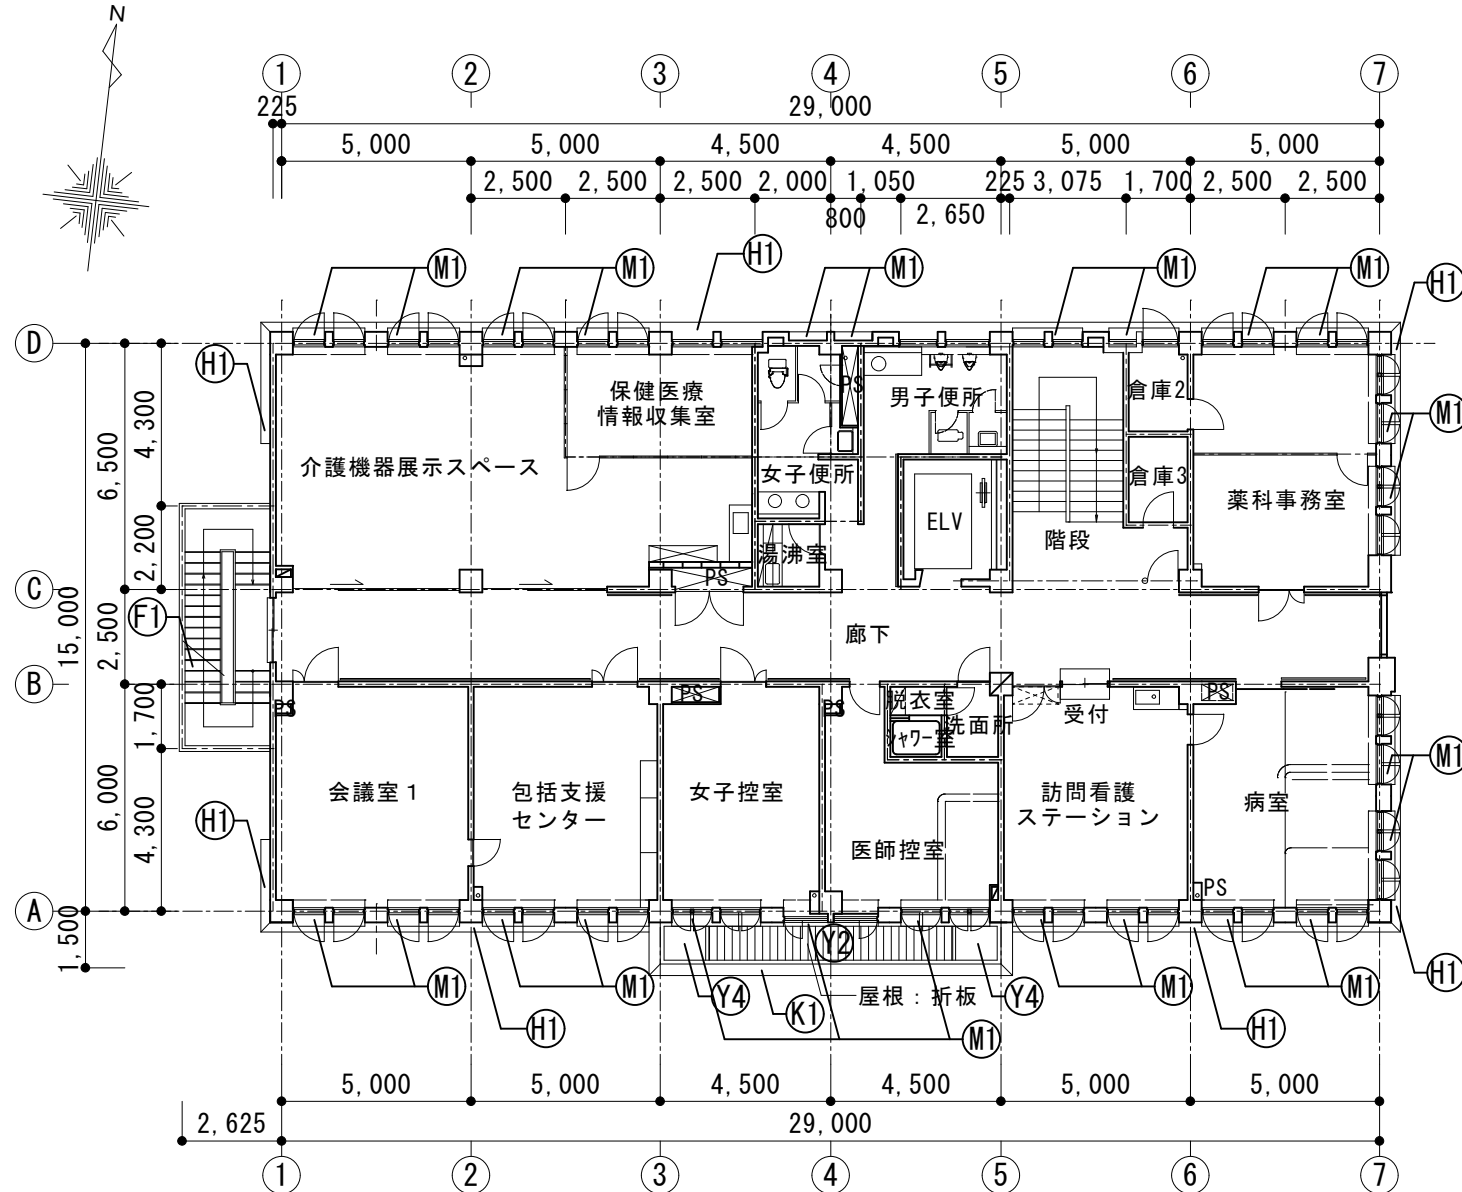 N
1 2 3 4 5 6 7
225 29,000
5,000 5,000 4,500 4,500 5,000 5,000
2,500 2,500 2,500 2,000 1,050 225 3,075 1,700 2,500 2,500
800 2,650
H1
M1 M1 M1 M1 M1
H1
D
H1
PS
4,300
保健医療
情報収集室
男子便所
倉庫2
M1
6,500
介護機器展示スペース
女子便所
倉庫3
薬科事務室
ELV
階段
2,200
湯沸室
PS
C
F1
15,000
2,500
廊下
B
PS
PS
PS
PS
脱衣室
洗面所
シャワー室
受付
1,700
M1
会議室1
包括支援
センター
女子控室
訪問看護
ステーション
病室
6,000
H1
4,300
医師控室
PS
A
1,500
Y2
H1
M1 M1 Y4 屋根:折板 Y4 M1 M1
K1
H1 M1 H1
5,000 5,000 4,500 4,500 5,000 5,000
2,625 29,000
1 2 3 4 5 6 7